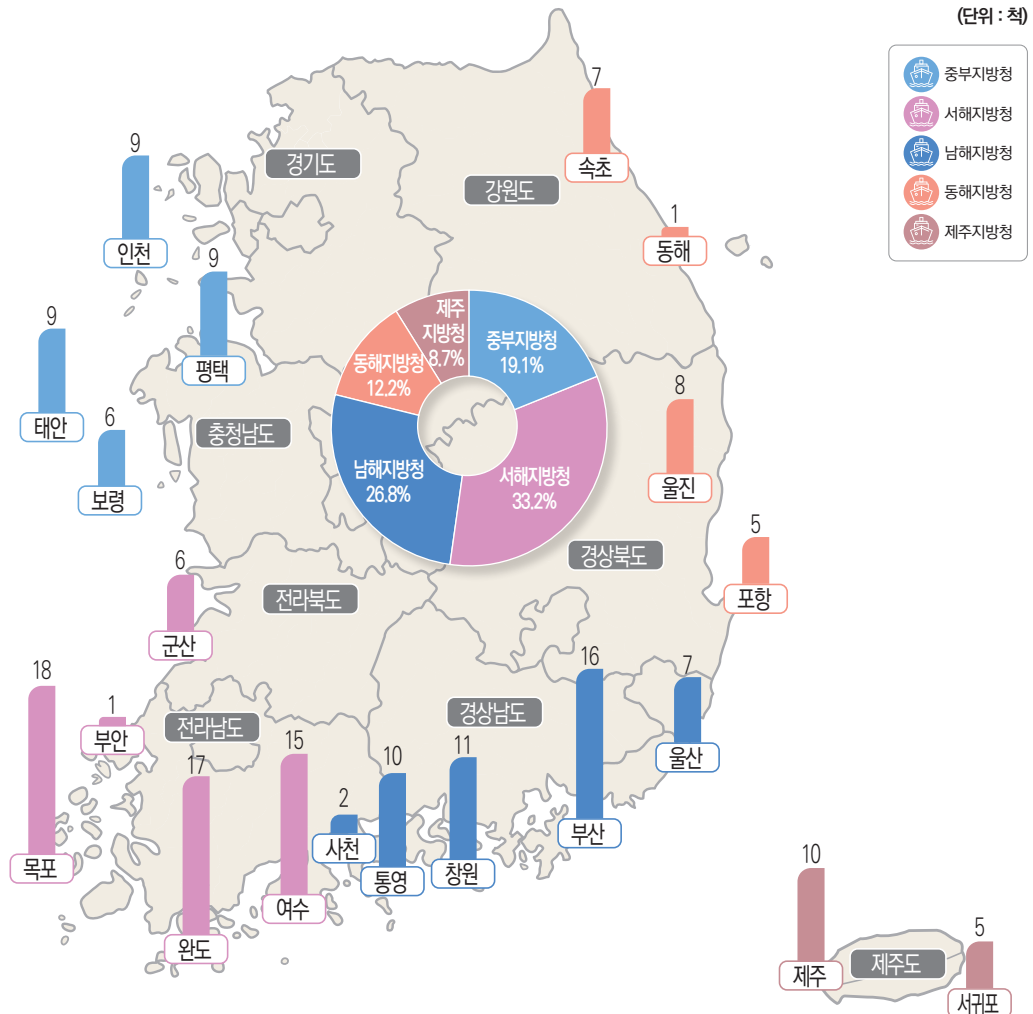 (단위 : 척)
중부지방청
서해지방청
남해지방청
동해지방청
제주지방청
7
속초
경기도
강원도
9
인천
1
동해
9
평택
9
태안
6
보령
충청남도
제주
지방청
8.7%
중부지방청
19.1%
동해지방청
12.2%
남해지방청
26.8%
서해지방청
33.2%
8
울진
5
포항
경상북도
6
군산
전라북도
18
목포
1
부안
전라남도
17
완도
15
여수
경상남도
2
사천
10
통영
11
창원
16
부산
7
울산
10
제주
제주도
5
서귀포